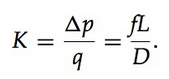 K = Δp/q = fL/D.